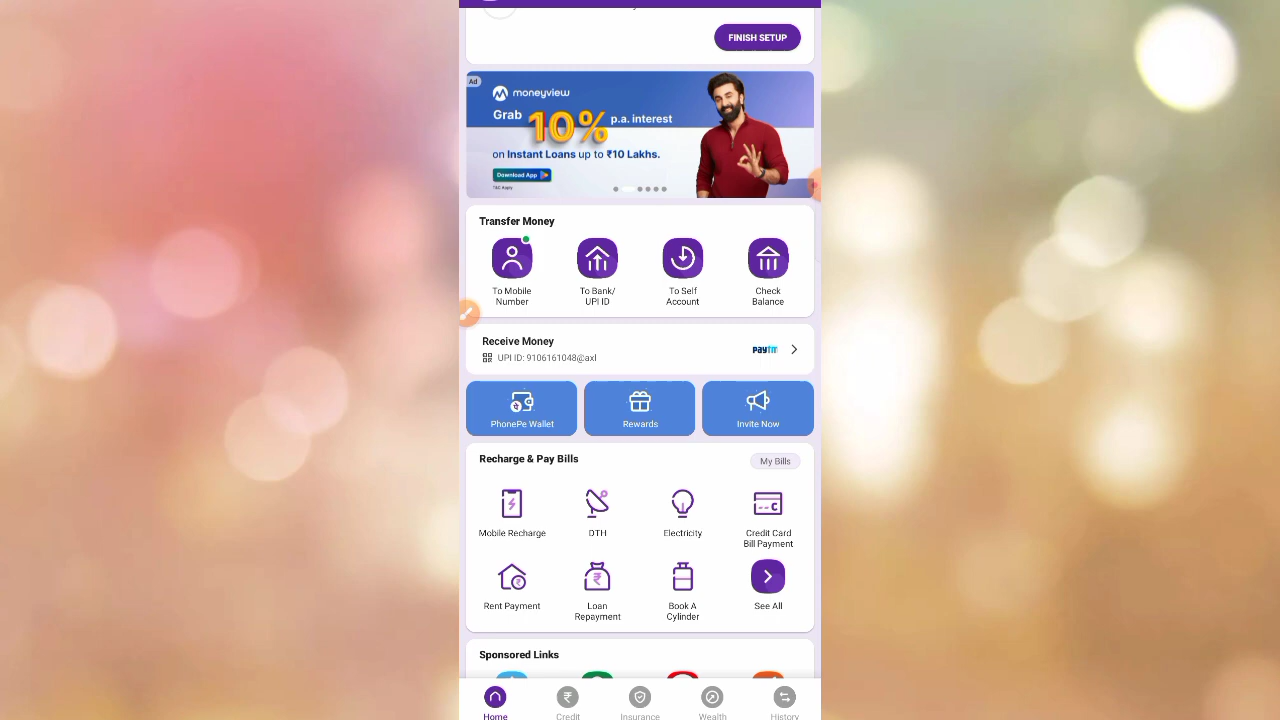 FINISH SETUP
Ad
moneyview
Grab 10% p.a. interest
on Instant Loans up to ₹10 Lakhs.
Download App
T&C Apply
Transfer Money
To Mobile
Number
To Bank/
UPI ID
To Self
Account
Check
Balance
Receive Money
UPI ID: 9106161048@axl
paytm
PhonePe Wallet
Rewards
Invite Now
Recharge & Pay Bills
My Bills
Mobile Recharge
DTH
Electricity
Credit Card
Bill Payment
Rent Payment
Loan
Repayment
Book A
Cylinder
See All
Sponsored Links
Home
Credit
Insurance
Wealth
History